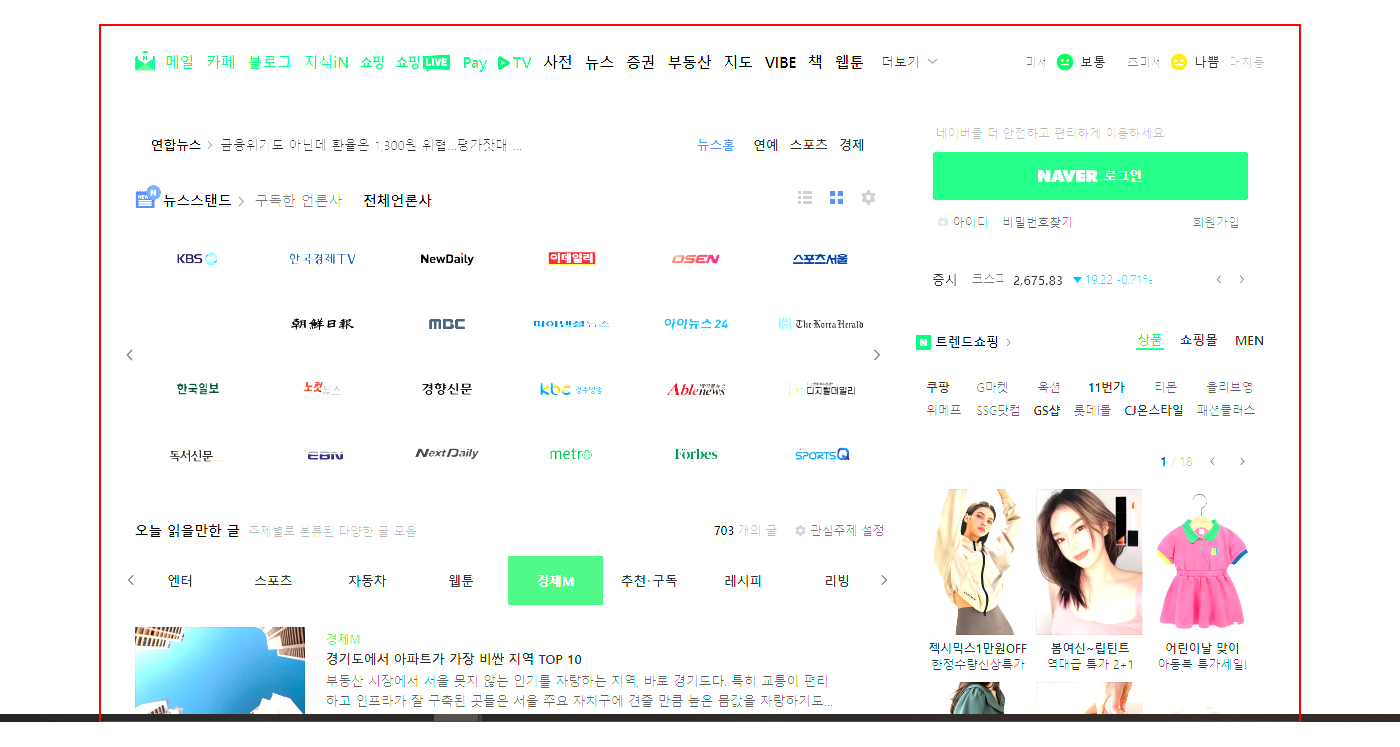 메일 카페 블로그 지식iN 쇼핑 쇼핑LIVE Pay TV 사전 뉴스 증권 부동산 지도 VIBE 책 웹툰 더보기
미세 보통 초미세 나쁨
연합뉴스 > 금융위기도 아닌데 환율은 1,300원 위협...평가잣대 ...
뉴스홈 연예 스포츠 경제
뉴스스탠드 > 구독한 언론사 전체언론사
KBS 한국경제TV NewDaily 이데일리 OSEN 스포츠서울
朝鮮日報 MBC 파이낸셜뉴스 아이뉴스24 The Korea Herald
한국일보 노컷뉴스 경향신문 kbc 광주방송 Able news 디지털데일리
독서신문 EBN NextDaily metro Forbes SPORTSQ
오늘 읽을만한 글 주제별로 분류된 다양한 글 모음
703 개의 글 관심주제 설정
엔터 스포츠 자동차 웹툰 경제M 추천·구독 레시피 리빙
경제M
경기도에서 아파트가 가장 비싼 지역 TOP 10
부동산 시장에서 서울 못지 않는 인기를 자랑하는 지역, 바로 경기도다. 특히 교통이 편리
하고 인프라가 잘 구축된 곳들은 서울 주요 자치구에 견줄 만큼 높은 몸값을 자랑하기도...
네이버를 더 안전하고 편리하게 이용하세요
NAVER 로그인
아이디 비밀번호찾기 회원가입
증시 코스피 2,675.83 ▼19.22 -0.71%
N 트렌드쇼핑 >
상품 쇼핑몰 MEN
쿠팡 G마켓 옥션 11번가 티몬 올리브영
위메프 SSG닷컴 GS샵 롯데i몰 CJ온스타일 패션플러스
1 / 18
젝시믹스1만원OFF
한정수량신상특가
봄여신~립틴트
역대급 특가 2+1
어린이날 맞이
아동복 특가세일!